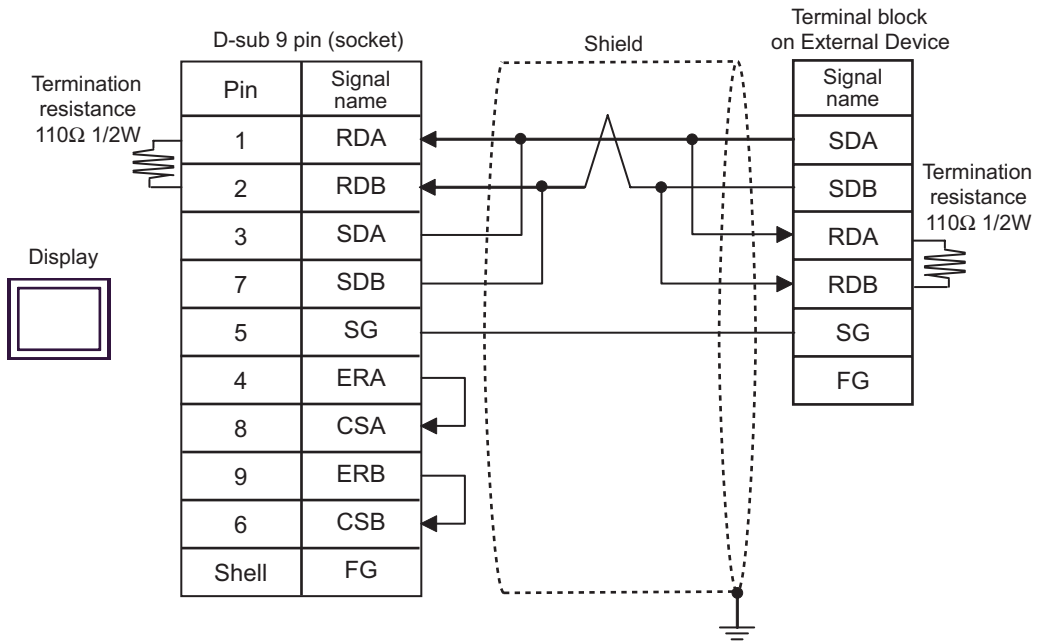 D-sub 9 pin (socket)
Shield
Terminal block
on External Device
Termination
resistance
110Ω 1/2W
Pin
Signal
name
1
RDA
2
RDB
3
SDA
7
SDB
5
SG
4
ERA
8
CSA
9
ERB
6
CSB
Shell
FG
Display
Signal
name
SDA
SDB
RDA
RDB
SG
FG
Termination
resistance
110Ω 1/2W